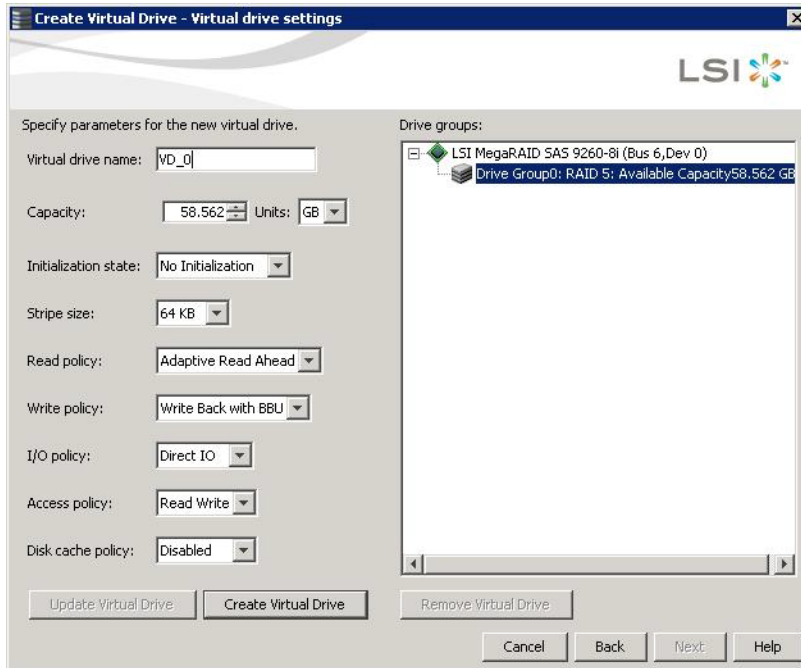 Create Virtual Drive - Virtual drive settings
LSI
Specify parameters for the new virtual drive.
Virtual drive name: VD_0
Capacity: 58.562 Units: GB
Initialization state: No Initialization
Stripe size: 64 KB
Read policy: Adaptive Read Ahead
Write policy: Write Back with BBU
I/O policy: Direct IO
Access policy: Read Write
Disk cache policy: Disabled
Update Virtual Drive Create Virtual Drive
Drive groups:
LSI MegaRAID SAS 9260-8i (Bus 6,Dev 0)
Drive Group0: RAID 5: Available Capacity58.562 GB
Remove Virtual Drive
Cancel Back Next Help